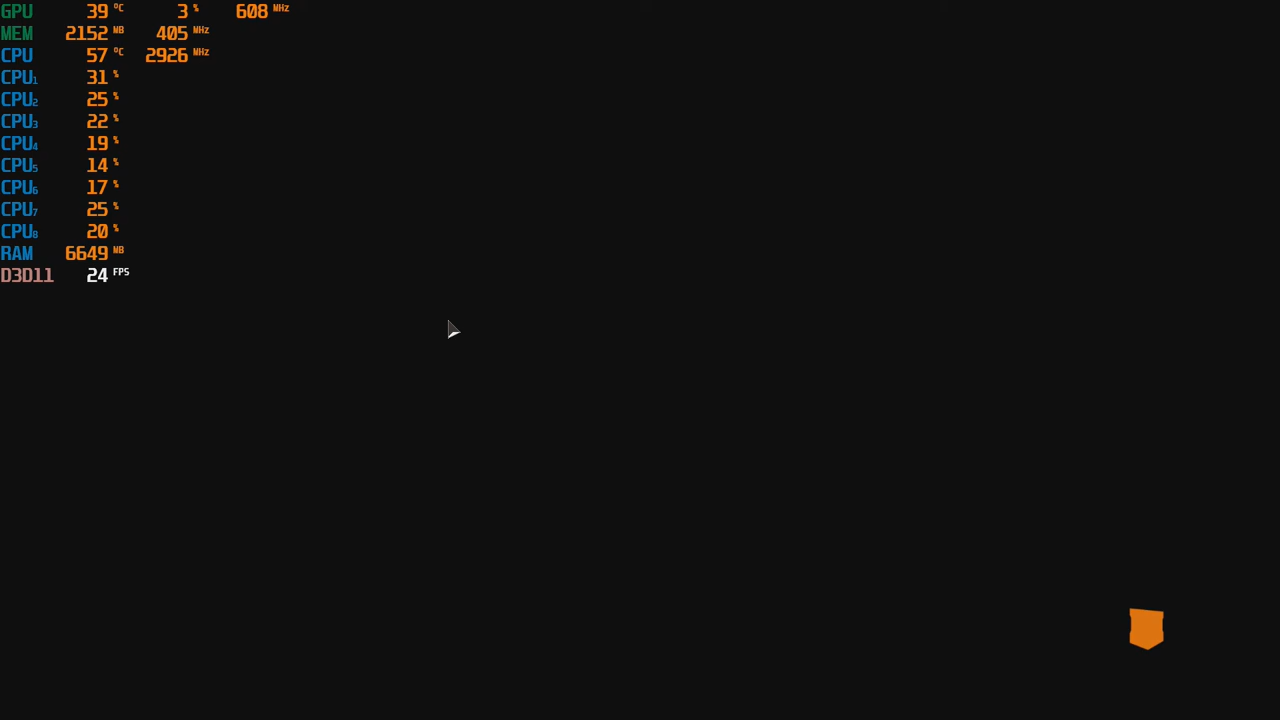 GPU 39 °C 3 % 608 MHz
MEM 2152 MB 405 MHz
CPU 57 °C 2926 MHz
CPU1 31 %
CPU2 25 %
CPU3 22 %
CPU4 19 %
CPU5 14 %
CPU6 17 %
CPU7 25 %
CPU8 20 %
RAM 6649 MB
D3D11 24 FPS